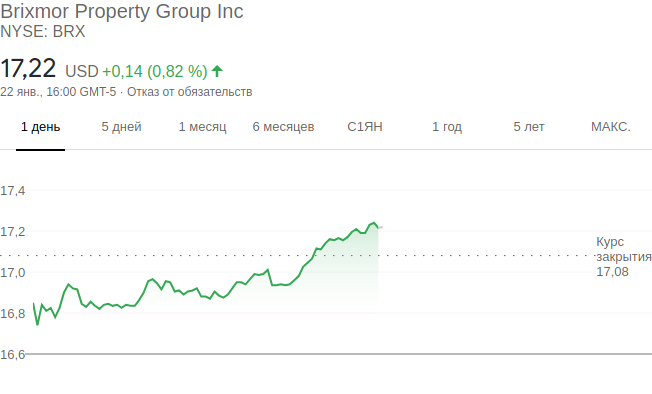 Brixmor Property Group Inc
NYSE: BRX
17,22 USD +0,14 (0,82 %)
22 янв., 16:00 GMT-5 · Отказ от обязательств
1 день 5 дней 1 месяц 6 месяцев С1ЯН 1 год 5 лет МАКС.
17,4
17,2
Курс
закрытия
17,08
17,0
16,8
16,6